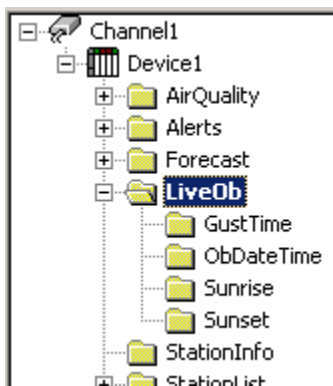 Channel1
Device1
AirQuality
Alerts
Forecast
LiveOb
GustTime
ObDateTime
Sunrise
Sunset
StationInfo
StationList